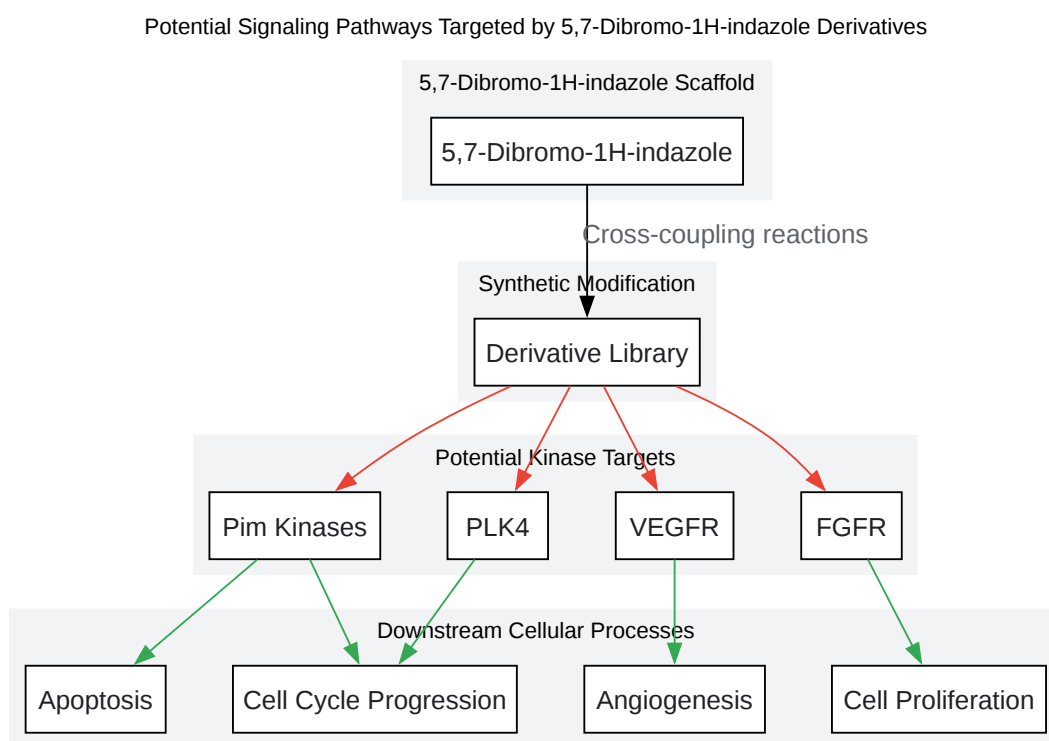 Potential Signaling Pathways Targeted by 5,7-Dibromo-1H-indazole Derivatives
5,7-Dibromo-1H-indazole Scaffold
5,7-Dibromo-1H-indazole
Cross-coupling reactions
Synthetic Modification
Derivative Library
Potential Kinase Targets
Pim Kinases
PLK4
VEGFR
FGFR
Downstream Cellular Processes
Apoptosis
Cell Cycle Progression
Angiogenesis
Cell Proliferation